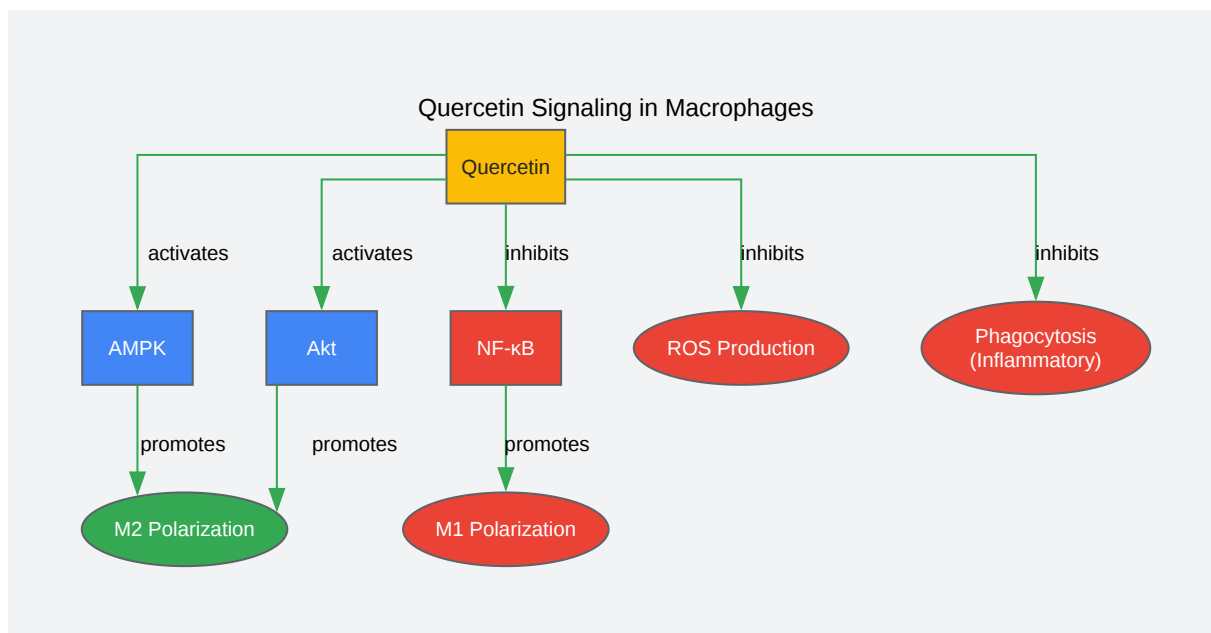 Quercetin Signaling in Macrophages
Quercetin
activates
activates
inhibits
inhibits
inhibits
AMPK
Akt
NF-κB
ROS Production
Phagocytosis
(Inflammatory)
promotes
promotes
promotes
M2 Polarization
M1 Polarization